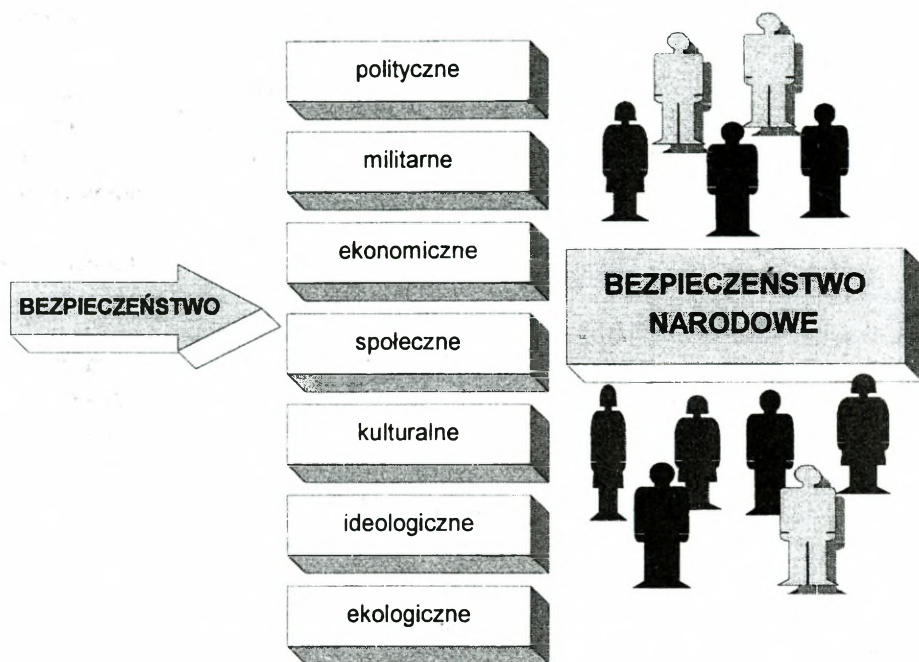 polityczne
militarne
ekonomiczne
BEZPIECZEŃSTWO
społeczne
kulturalne
ideologiczne
ekologiczne
BEZPIECZEŃSTWO
NARODOWE